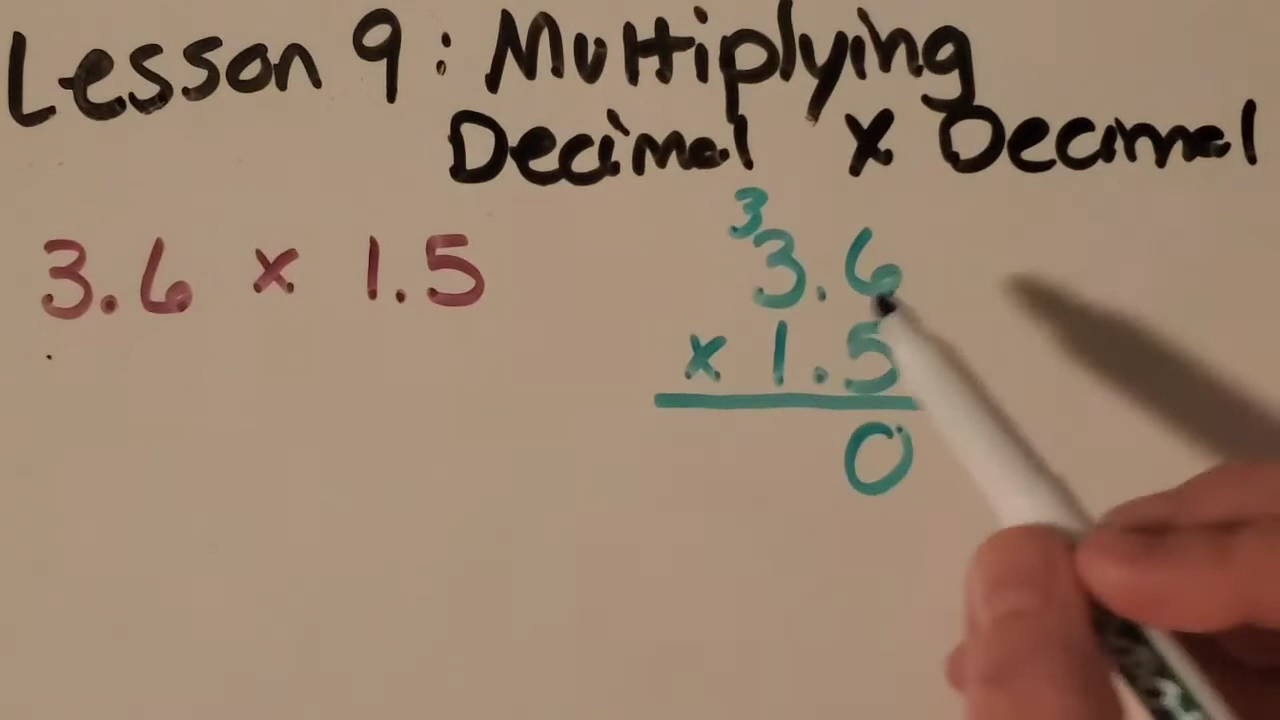 Lesson 9: Multiplying
Decimal x Decimal
3.6 x 1.5
3
3.6
x 1.5
0